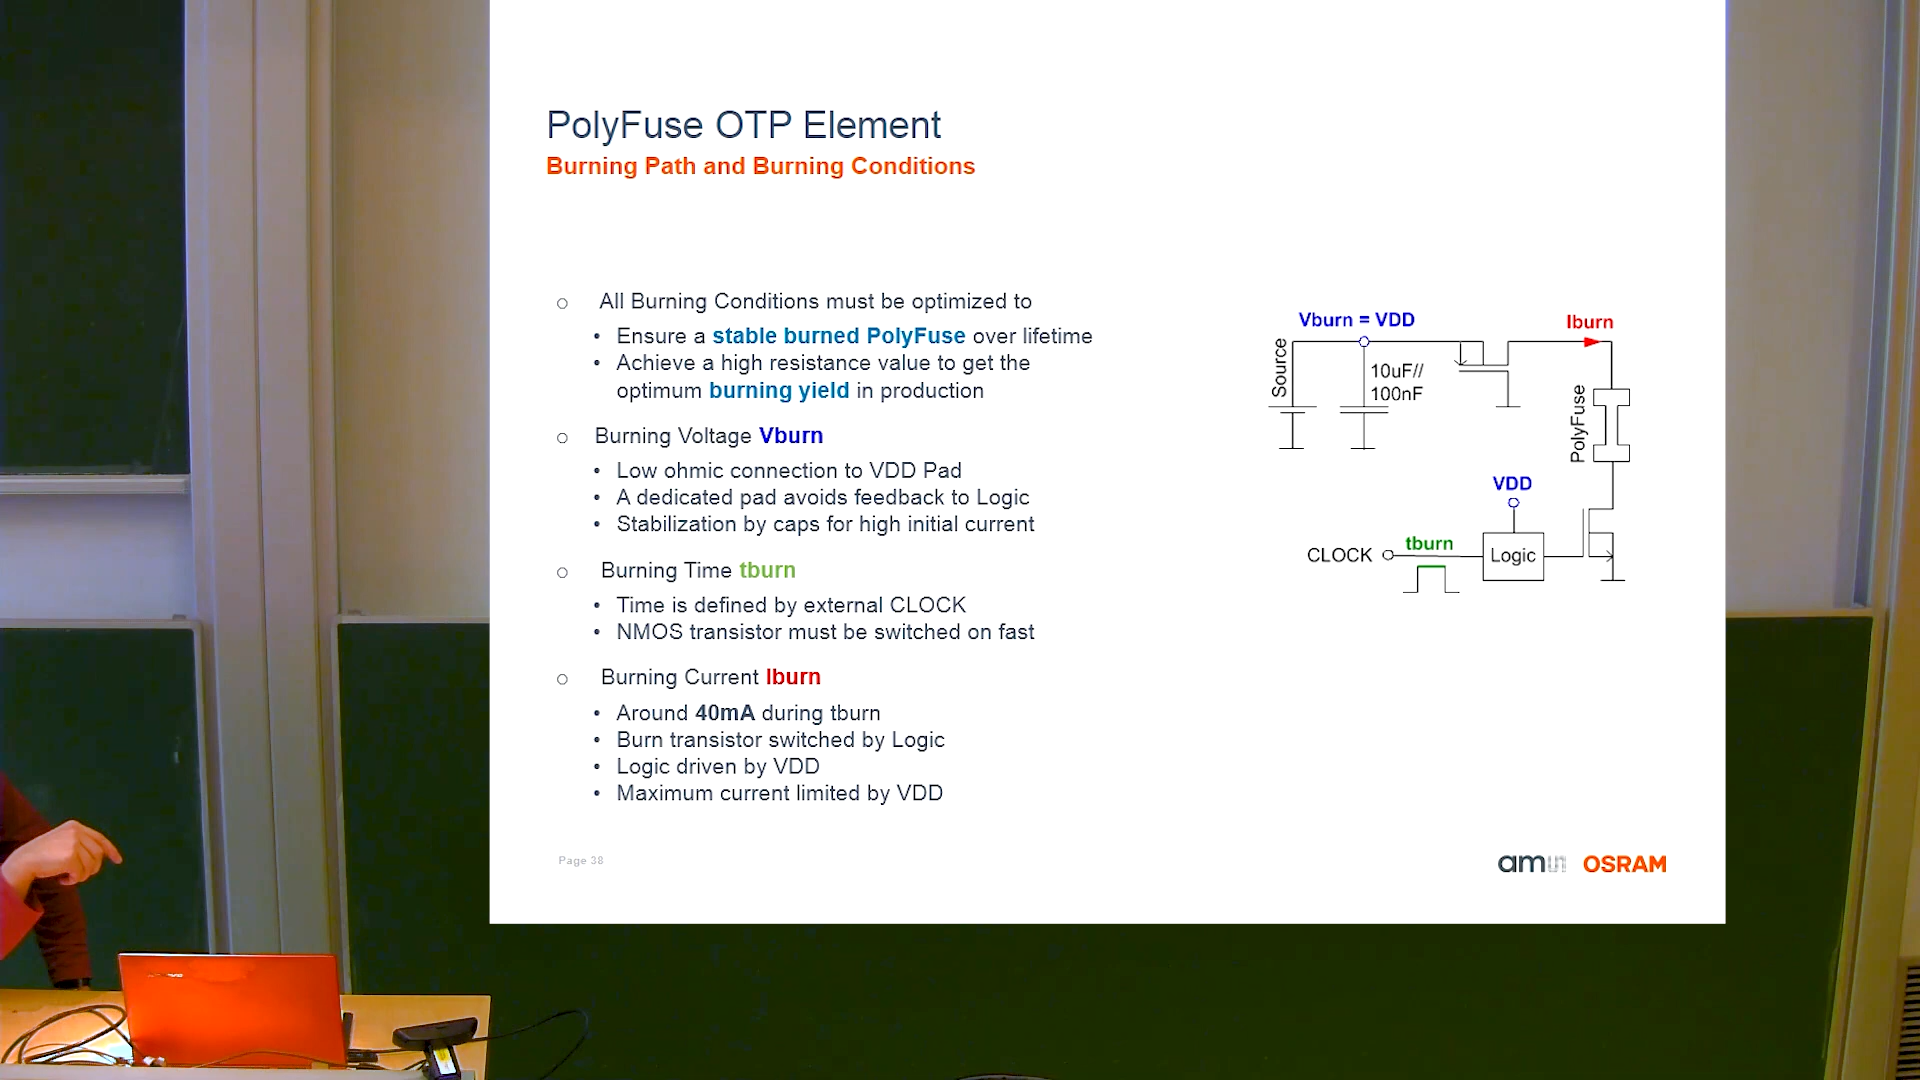 PolyFuse OTP Element
Burning Path and Burning Conditions
All Burning Conditions must be optimized to
Ensure a stable burned PolyFuse over lifetime
Achieve a high resistance value to get the
optimum burning yield in production
Burning Voltage Vburn
Low ohmic connection to VDD Pad
A dedicated pad avoids feedback to Logic
Stabilization by caps for high initial current
Burning Time tburn
Time is defined by external CLOCK
NMOS transistor must be switched on fast
Burning Current Iburn
Around 40mA during tburn
Burn transistor switched by Logic
Logic driven by VDD
Maximum current limited by VDD
Vburn = VDD
Iburn
Source
10uF//
100nF
PolyFuse
VDD
CLOCK
tburn
Logic
Page 38
am OSRAM